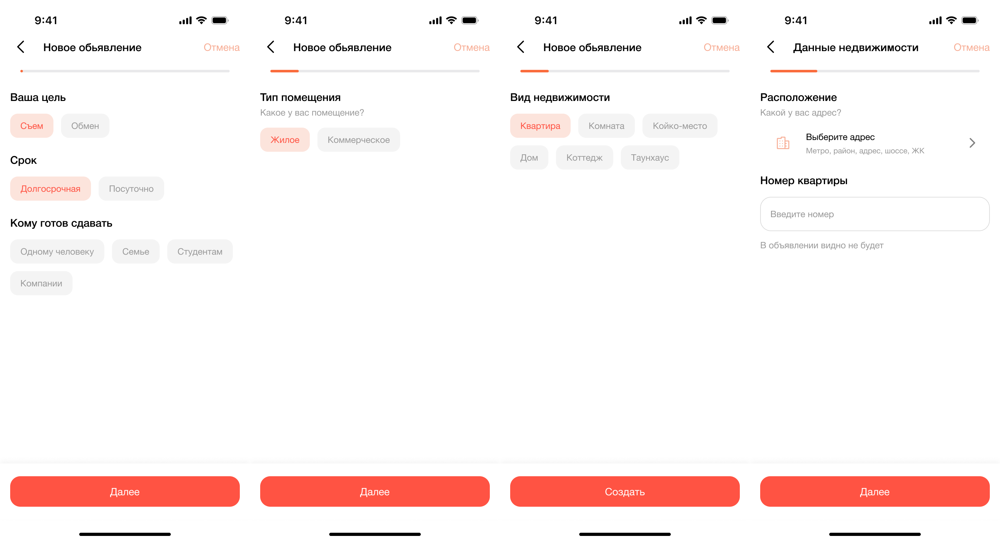 9:41
Новое обьявление
Отмена
Ваша цель
Съем
Обмен
Срок
Долгосрочная
Посуточно
Кому готов сдавать
Одному человеку
Семье
Студентам
Компании
Далее
9:41
Новое обьявление
Отмена
Тип помещения
Какое у вас помещение?
Жилое
Коммерческое
Далее
9:41
Новое обьявление
Отмена
Вид недвижимости
Квартира
Комната
Койко-место
Дом
Коттедж
Таунхаус
Создать
9:41
Данные недвижимости
Отмена
Расположение
Какой у вас адрес?
Выберите адрес
Метро, район, адрес, шоссе, ЖК
Номер квартиры
Введите номер
В объявлении видно не будет
Далее